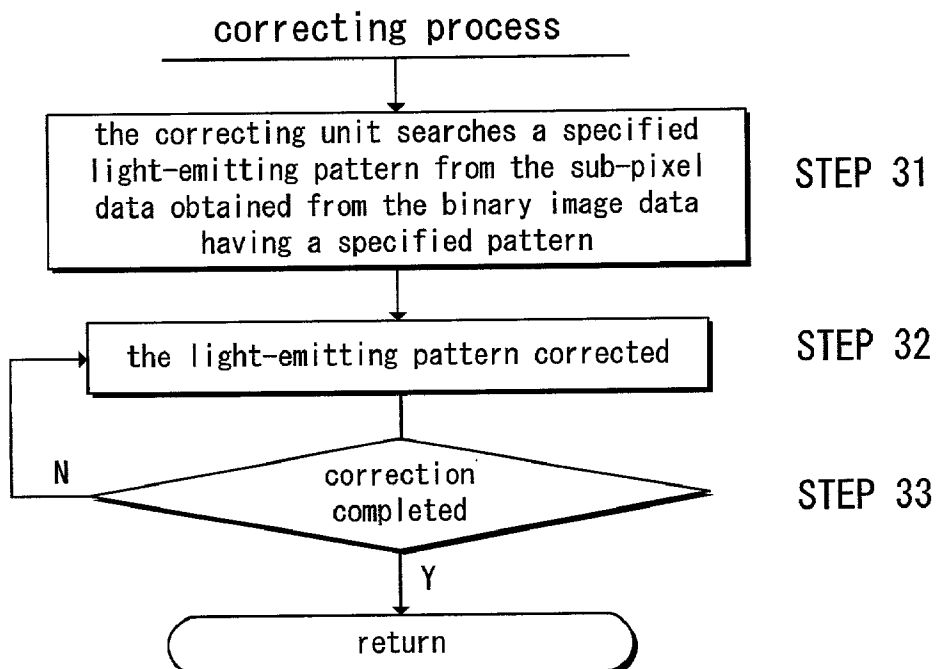 correcting process
the correcting unit searches a specified
light-emitting pattern from the sub-pixel
data obtained from the binary image data
having a specified pattern
STEP 31
the light-emitting pattern corrected
STEP 32
N
correction
completed
STEP 33
Y
return